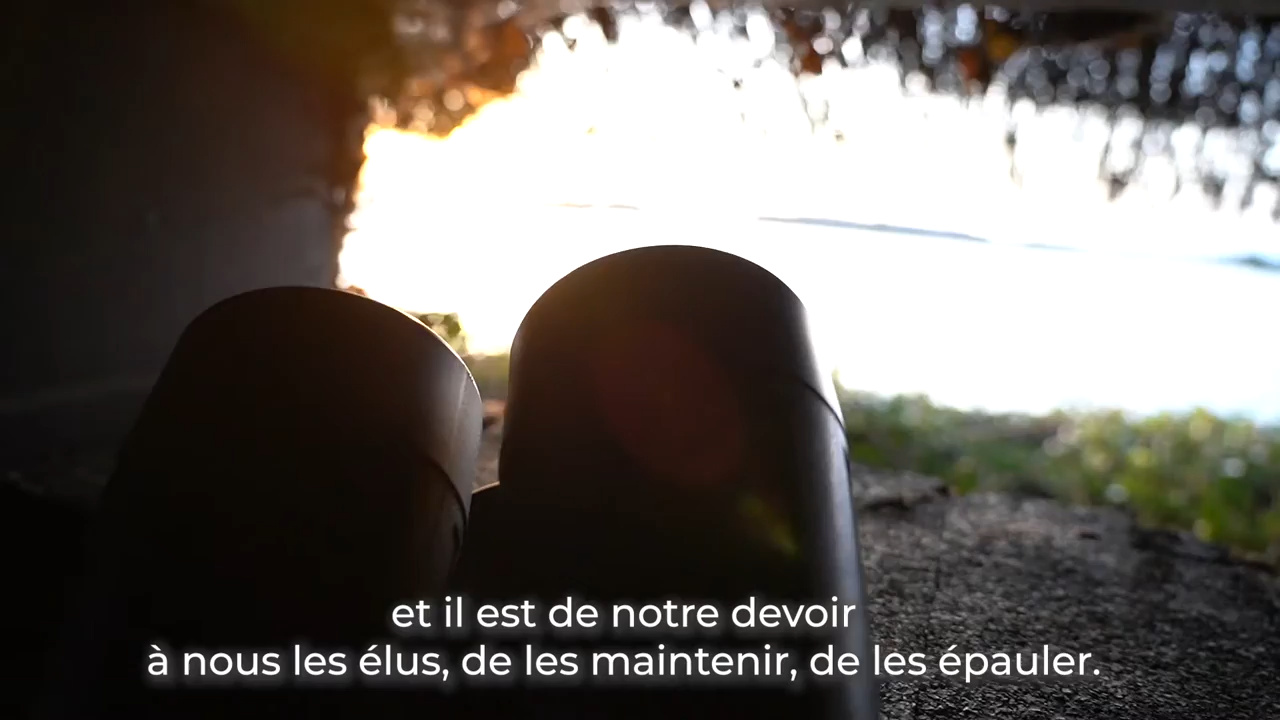 et il est de notre devoir
à nous les élus, de les maintenir, de les épauler.